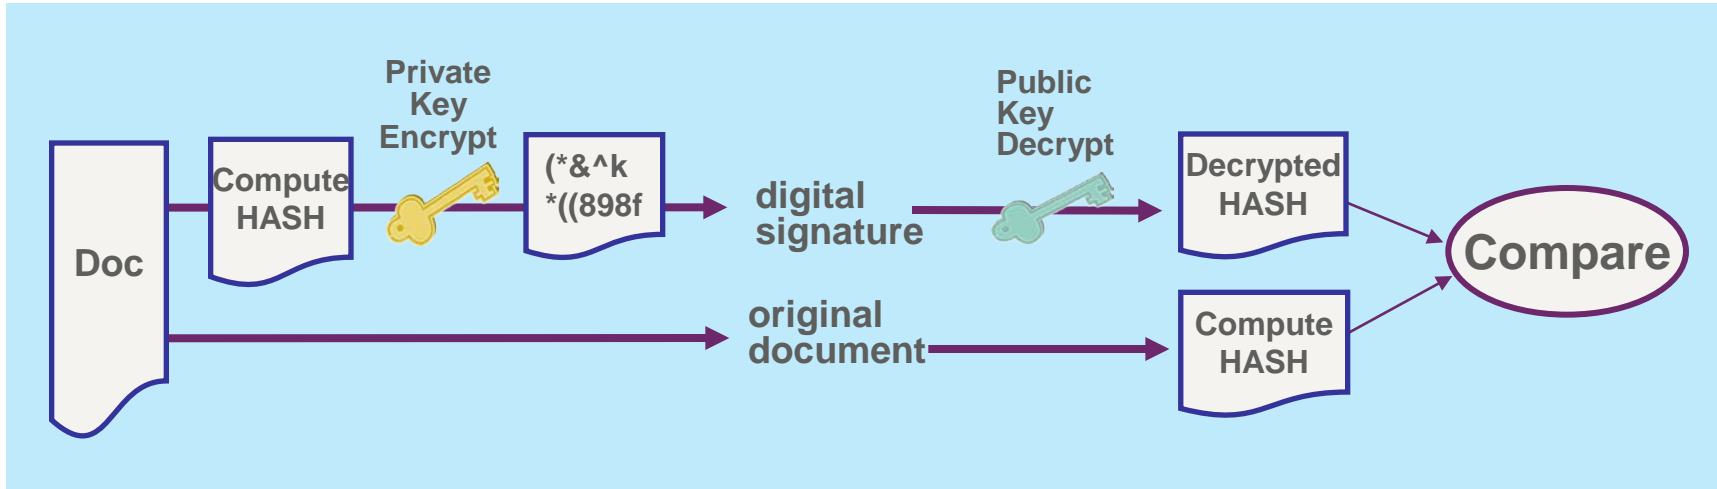 Private
Key
Encrypt
Public
Key
Decrypt
Doc
Compute
HASH
(*&^k
*((898f
digital
signature
Decrypted
HASH
Compare
original
document
Compute
HASH